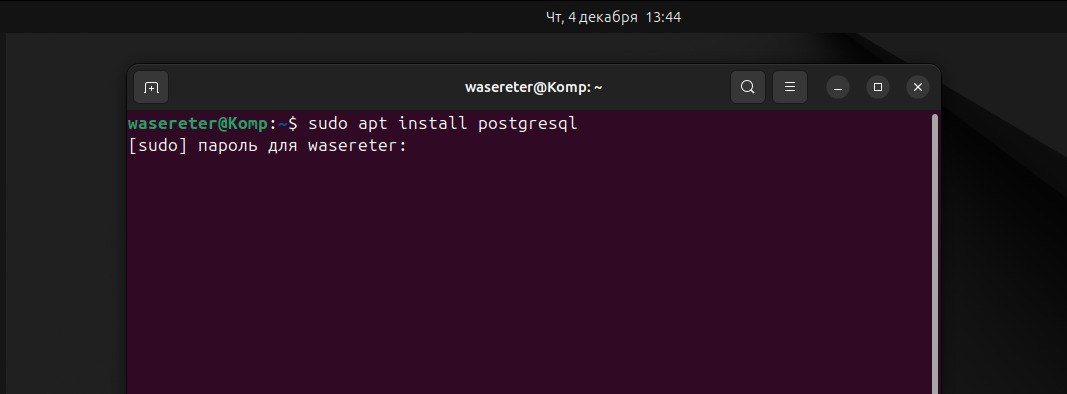 Чт, 4 декабря 13:44
wasereter@Komp: ~
wasereter@Komp:~$ sudo apt install postgresql
[sudo] пароль для wasereter: